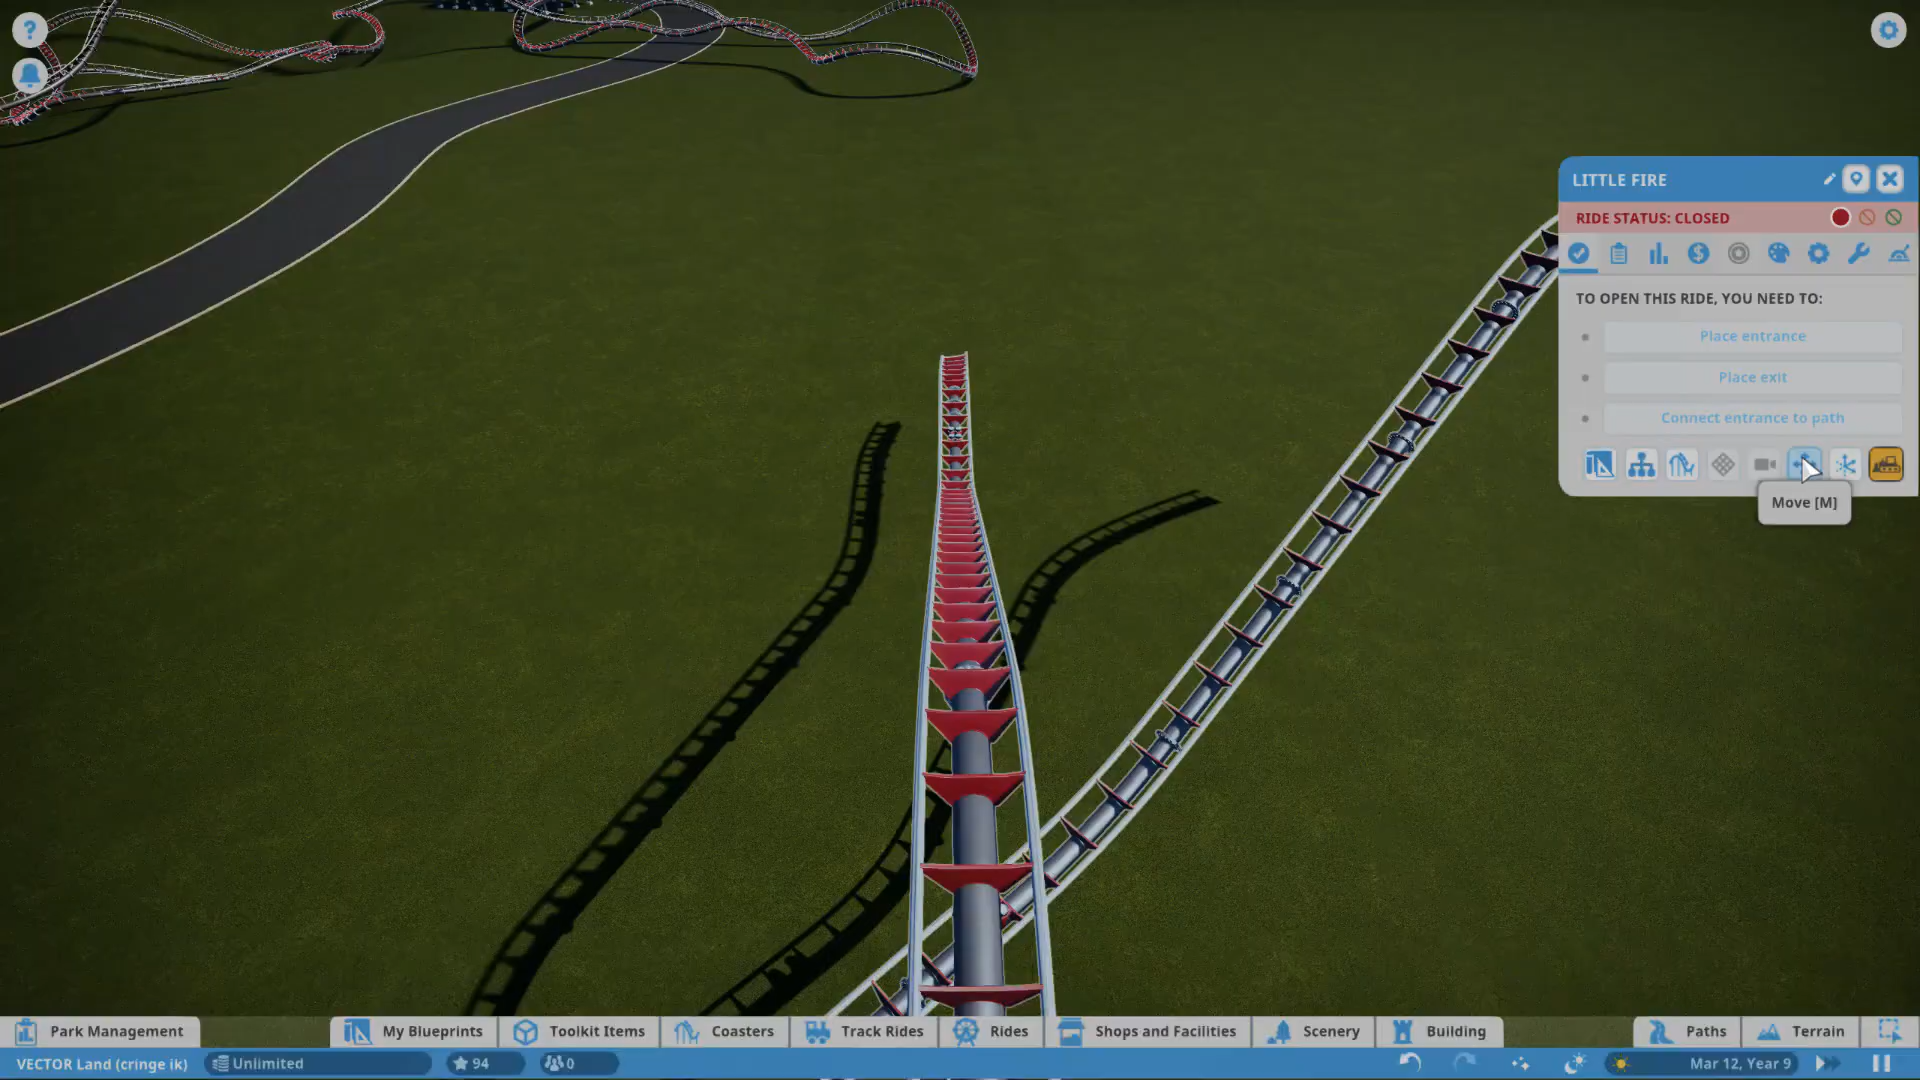 LITTLE FIRE
RIDE STATUS: CLOSED
TO OPEN THIS RIDE, YOU NEED TO:
Place entrance
Place exit
Connect entrance to path
Move [M]
Park Management
My Blueprints
Toolkit Items
Coasters
Track Rides
Rides
Shops and Facilities
Scenery
Building
Paths
Terrain
VECTOR Land (cringe ik)
Unlimited
94
0
Mar 12, Year 9